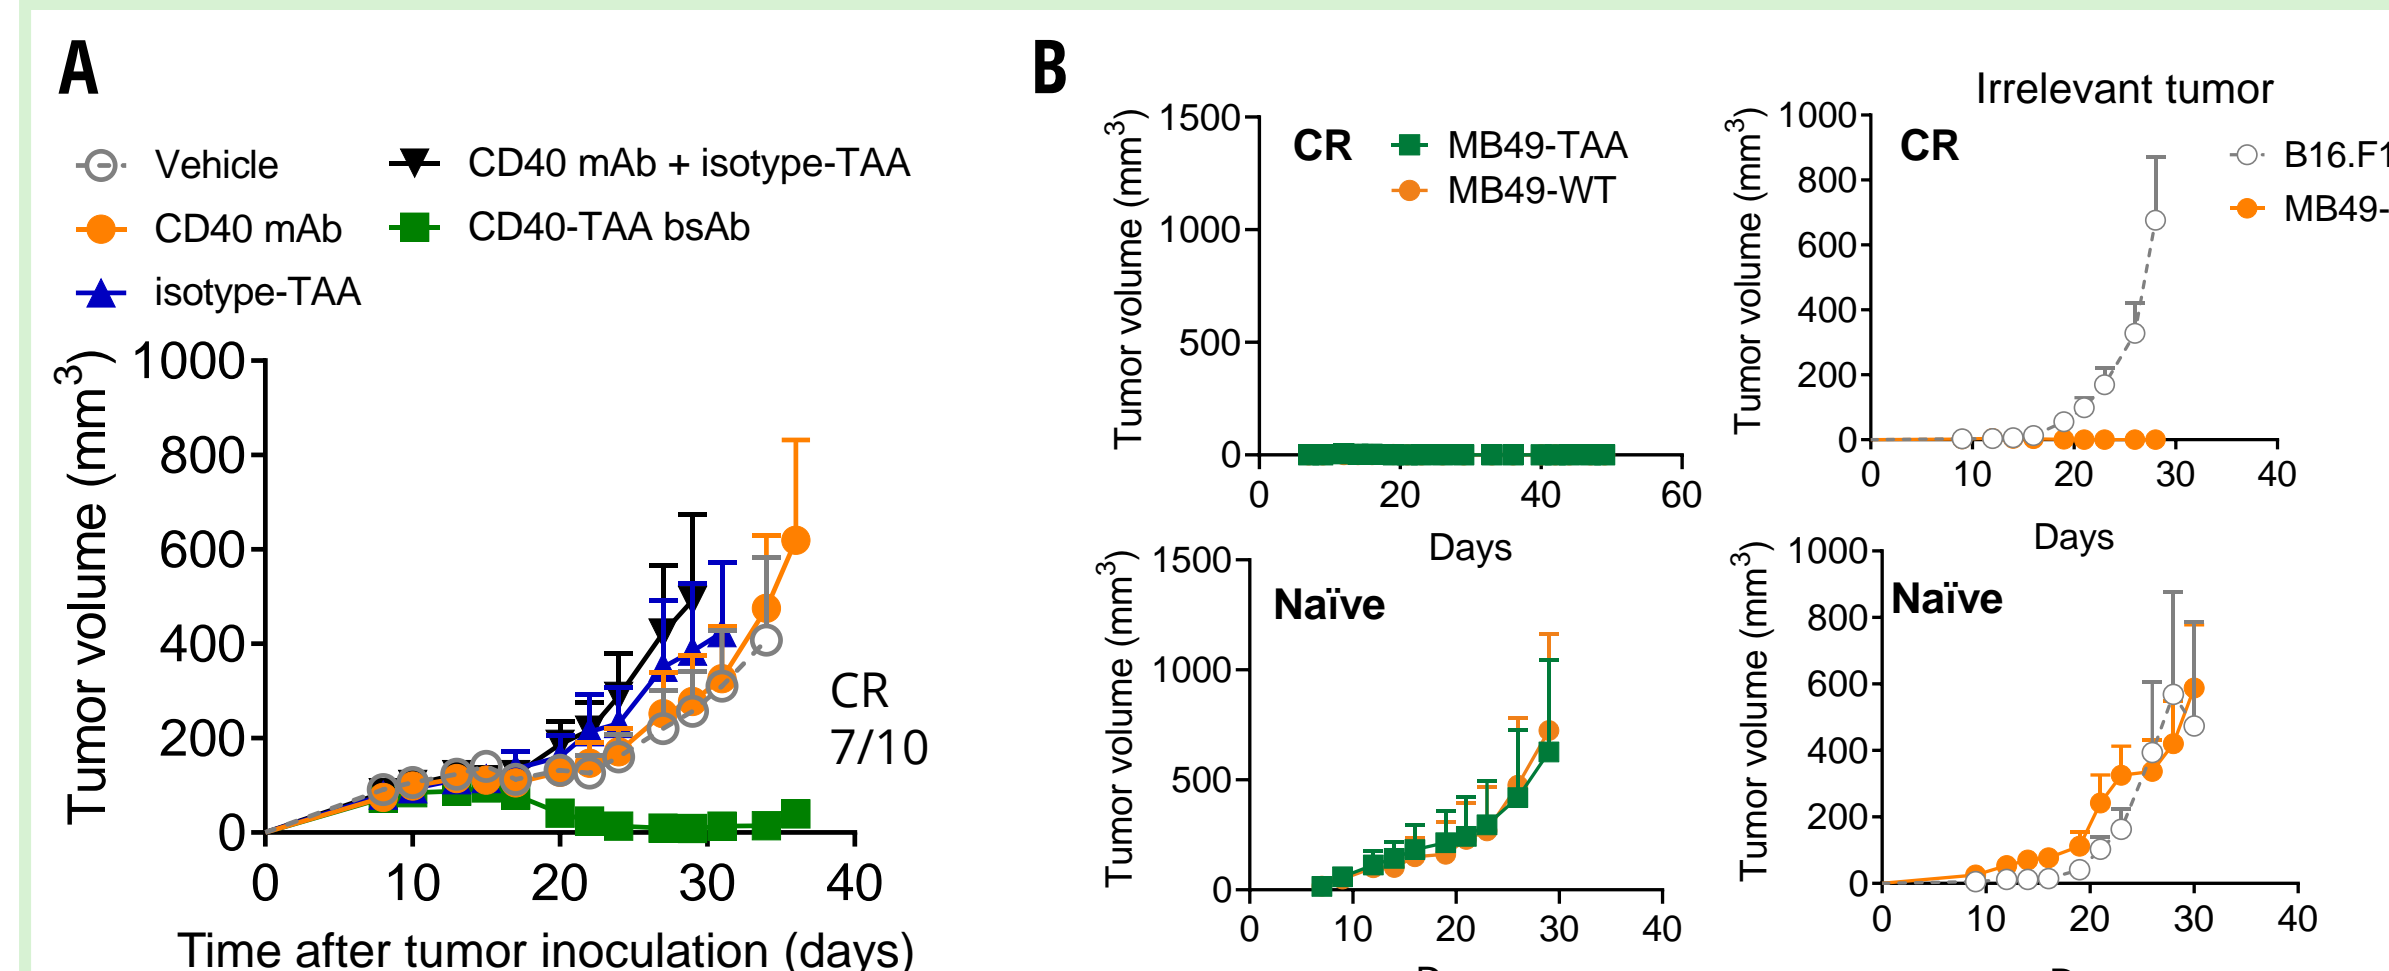 A
Vehicle
CD40 mAb
isotype-TAA
CD40 mAb + isotype-TAA
CD40-TAA bsAb
Tumor volume (mm3)
1000
800
600
400
200
0
0 10 20 30 40
Time after tumor inoculation (days)
CR
7/10
B
Tumor volume (mm3)
1500
1000
500
0
CR
MB49-TAA
MB49-WT
0 20 40 60
Days
Irrelevant tumor
Tumor volume (mm3)
1000
800
600
400
200
0
CR
B16.F1
MB49-
0 10 20 30 40
Days
Tumor volume (mm3)
1500
1000
500
0
Naïve
0 10 20 30 40
Tumor volume (mm3)
1000
800
600
400
200
0
Naïve
0 10 20 30 40